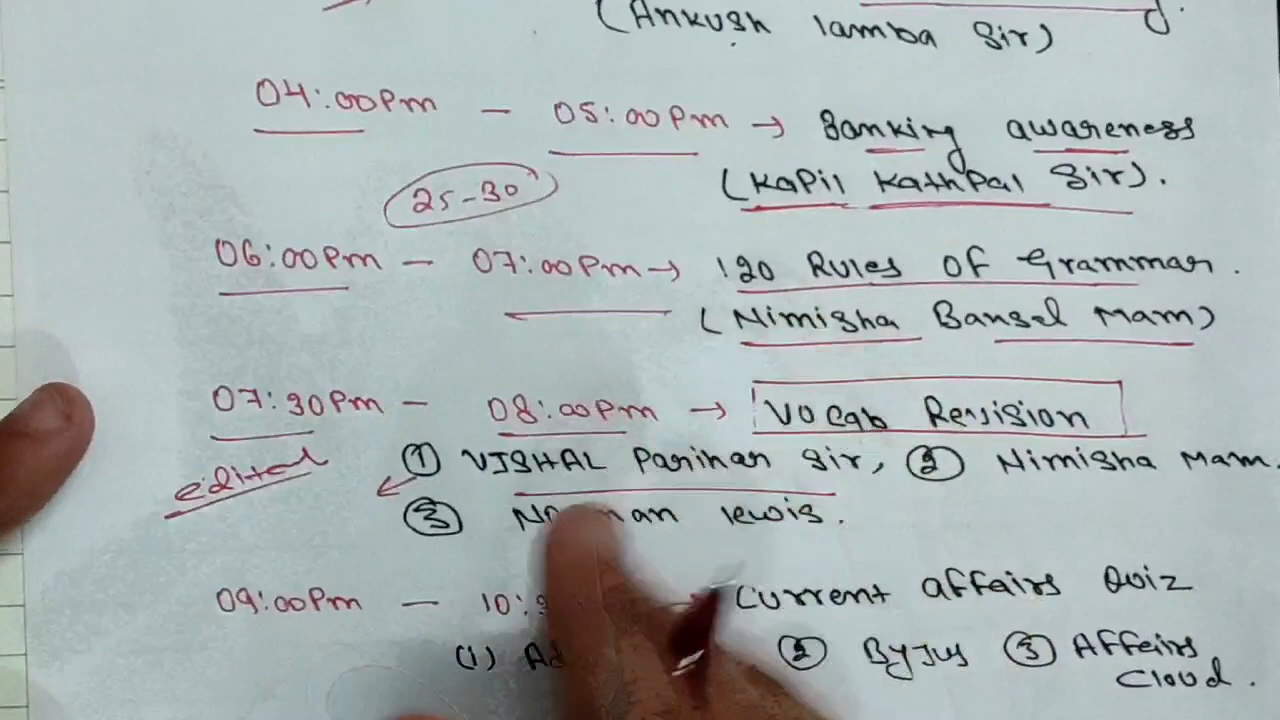 (Ankush lamba Sir)
04:00Pm - 05:00Pm → Banking awareness
25-30 (Kapil Kathpal Sir).
06:00Pm - 07:00Pm → 120 Rules of Grammar.
(Nimisha Bansal Mam)
07:30Pm - 08:00Pm → Vocab Revision
edited ① VISHAL Parihar Sir, ② Nimisha Mam.
③ lewis.
09:00Pm - Current affairs Quiz
(1) ② Byjus ③ Affairs
Cloud.